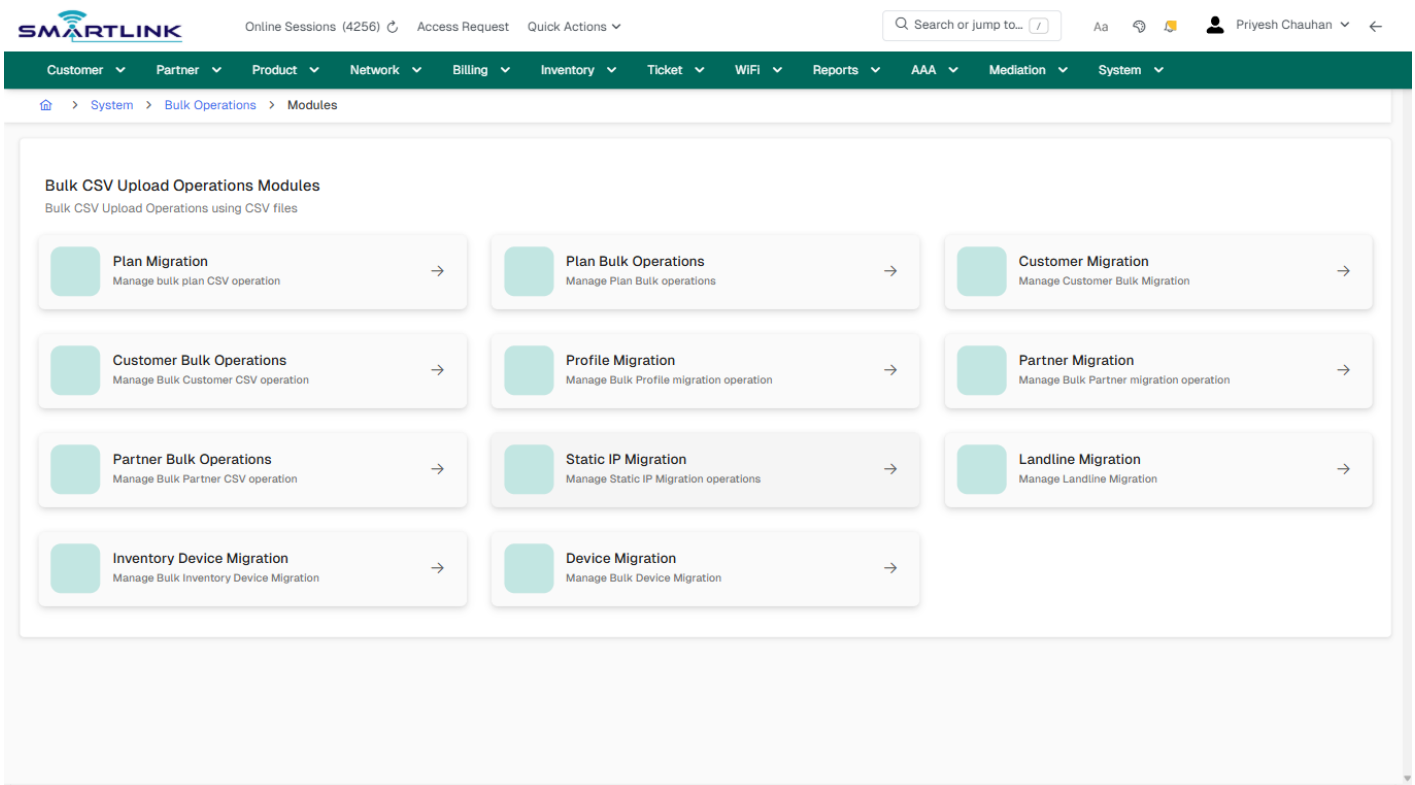 SMARTLINK
Online Sessions (4256) Access Request Quick Actions
Search or jump to... /
Aa
Priyesh Chauhan
Customer Partner Product Network Billing Inventory Ticket WiFi Reports AAA Mediation System
System > Bulk Operations > Modules
Bulk CSV Upload Operations Modules
Bulk CSV Upload Operations using CSV files
Plan Migration
Manage bulk plan CSV operation
Plan Bulk Operations
Manage Plan Bulk operations
Customer Migration
Manage Customer Bulk Migration
Customer Bulk Operations
Manage Bulk Customer CSV operation
Profile Migration
Manage Bulk Profile migration operation
Partner Migration
Manage Bulk Partner migration operation
Partner Bulk Operations
Manage Bulk Partner CSV operation
Static IP Migration
Manage Static IP Migration operations
Landline Migration
Manage Landline Migration
Inventory Device Migration
Manage Bulk Inventory Device Migration
Device Migration
Manage Bulk Device Migration